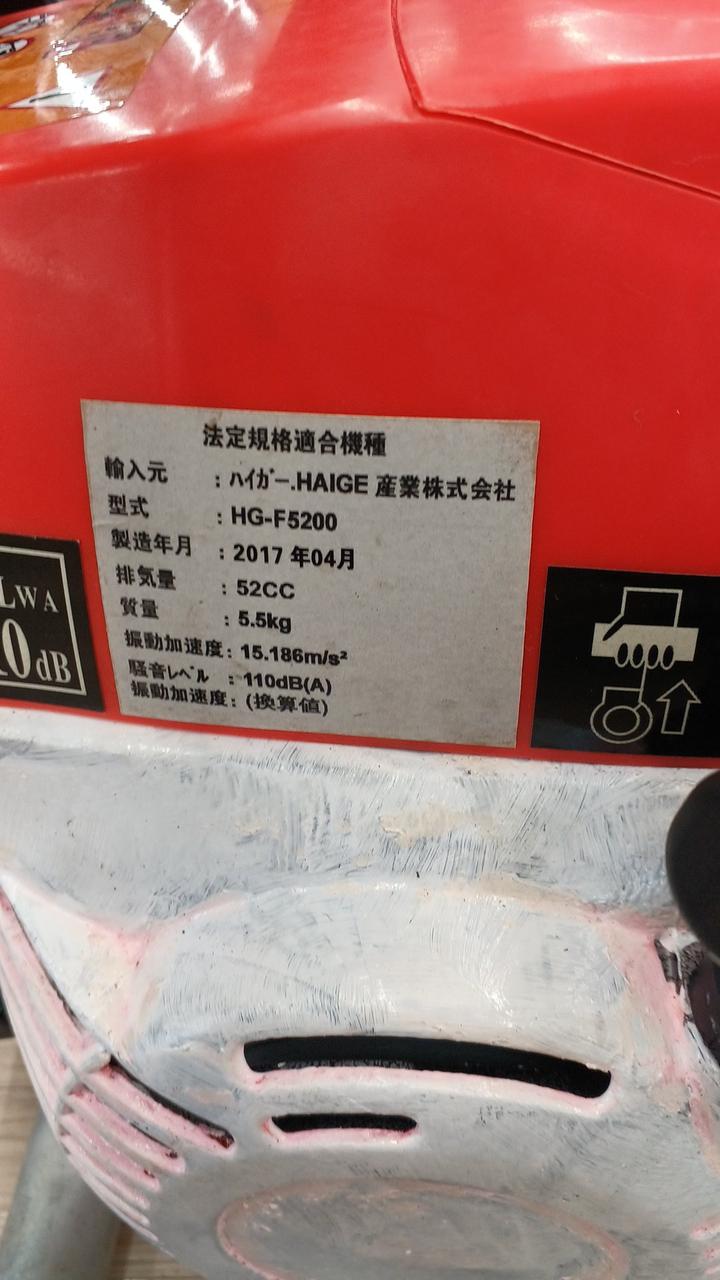 法定規格適合機種
輸入元 : ハイガー.HAIGE 産業株式会社
型式 : HG-F5200
製造年月 : 2017 年04月
排気量 : 52CC
質量 : 5.5kg
振動加速度: 15.186m/s²
騒音レベル : 110dB(A)
振動加速度: (換算値)
LWA
0dB